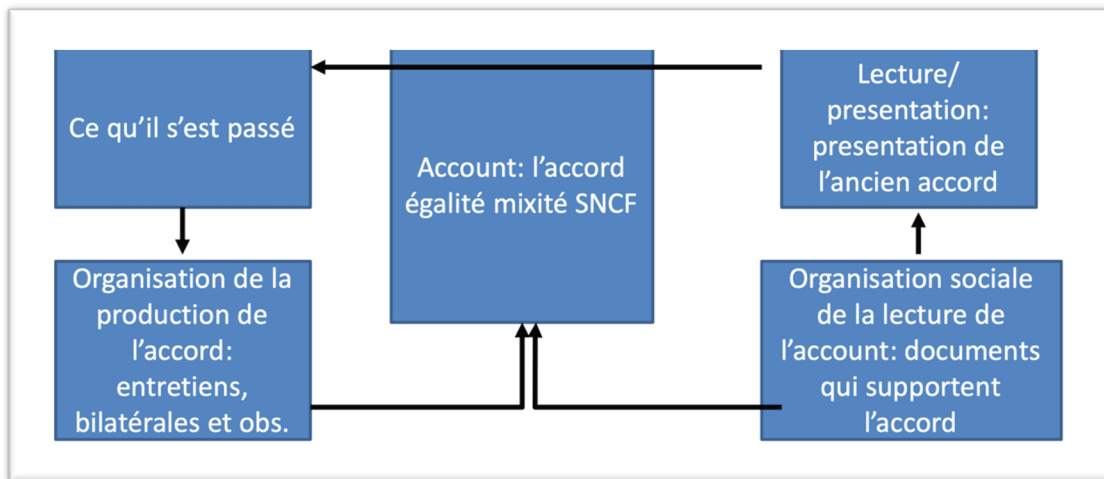 Ce qu’il s’est passé
Organisation de la
production de
l’accord:
entretiens,
bilatérales et obs.
Account: l’accord
égalité mixité SNCF
Lecture/
presentation:
presentation de
l’ancien accord
Organisation sociale
de la lecture de
l’account: documents
qui supportent
l’accord